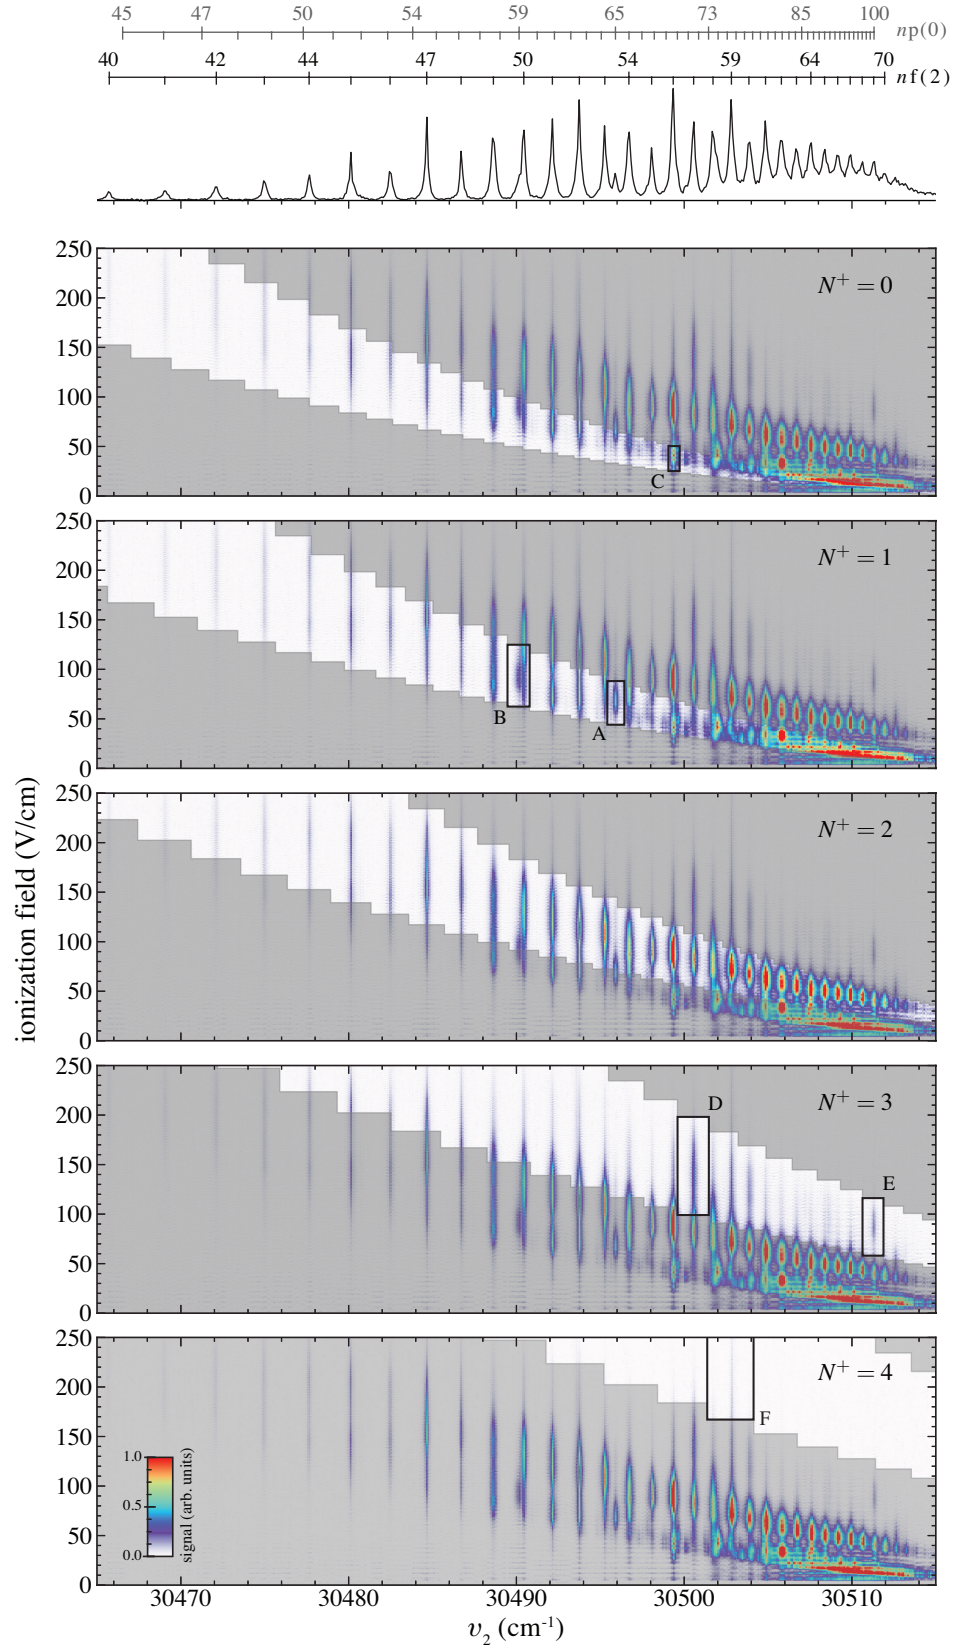 45 47 50 54 59 65 73 85 100 np(0)
40 42 44 47 50 54 59 64 70 nf(2)
250
200
150
100
50
0
N⁺ = 0
C
250
200
150
100
50
0
N⁺ = 1
B
A
250
200
150
100
50
0
N⁺ = 2
250
200
150
100
50
0
N⁺ = 3
D
E
250
200
150
100
50
0
N⁺ = 4
F
1.0
0.5
0.0
signal (arb. units)
ionization field (V/cm)
30470 30480 30490 30500 30510
υ₂ (cm⁻¹)